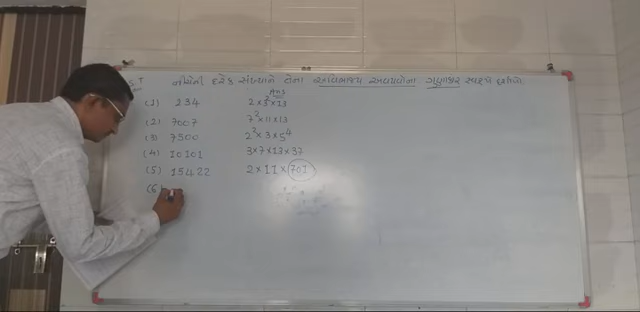 નીચેની દરેક સંખ્યાને તેના અવિભાજ્ય અવયવોના ગુણાકાર સ્વરૂપે દર્શાવો.
Ans
(1) 234 2×3²×13
(2) 7007 7²×11×13
(3) 7500 2²×3×5⁴
(4) 10101 3×7×13×37
(5) 15422 2×11×701
(6)